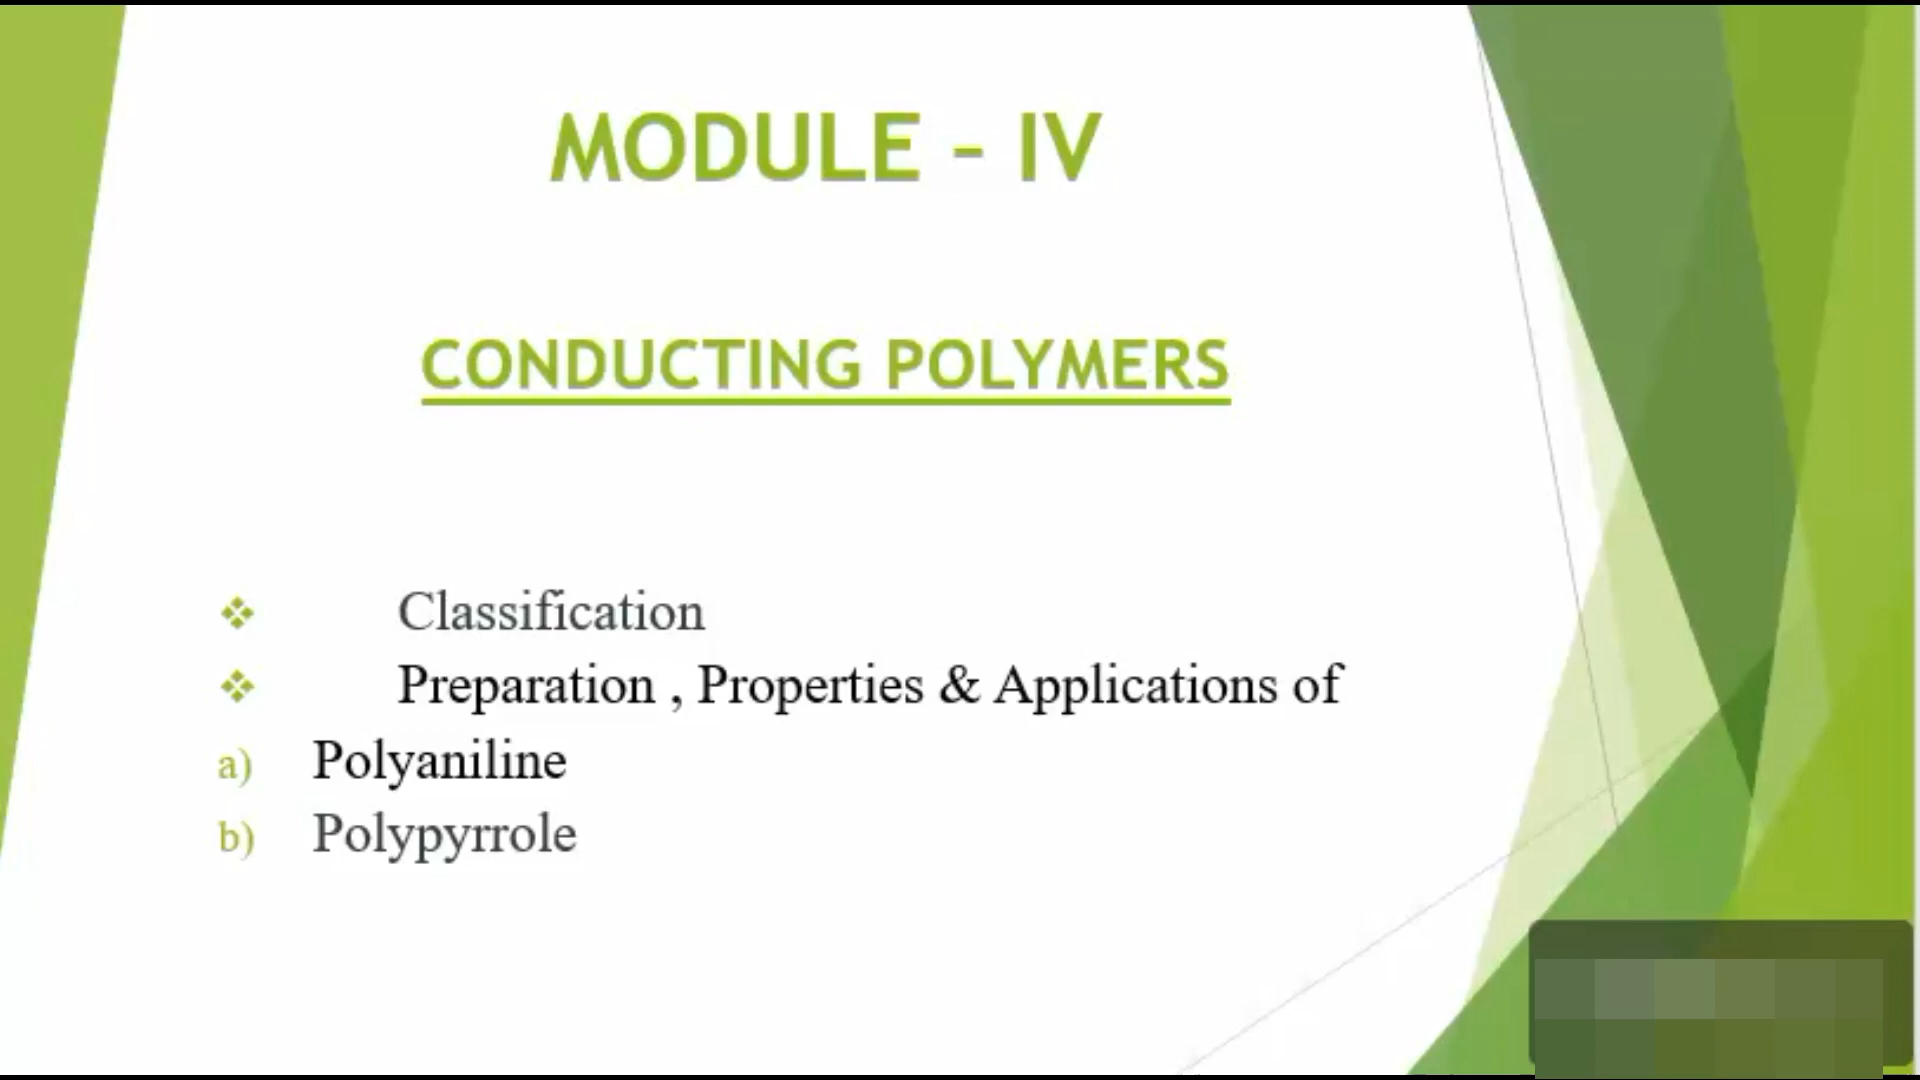 MODULE – IV
CONDUCTING POLYMERS
❖ Classification
❖ Preparation , Properties & Applications of
a) Polyaniline
b) Polypyrrole